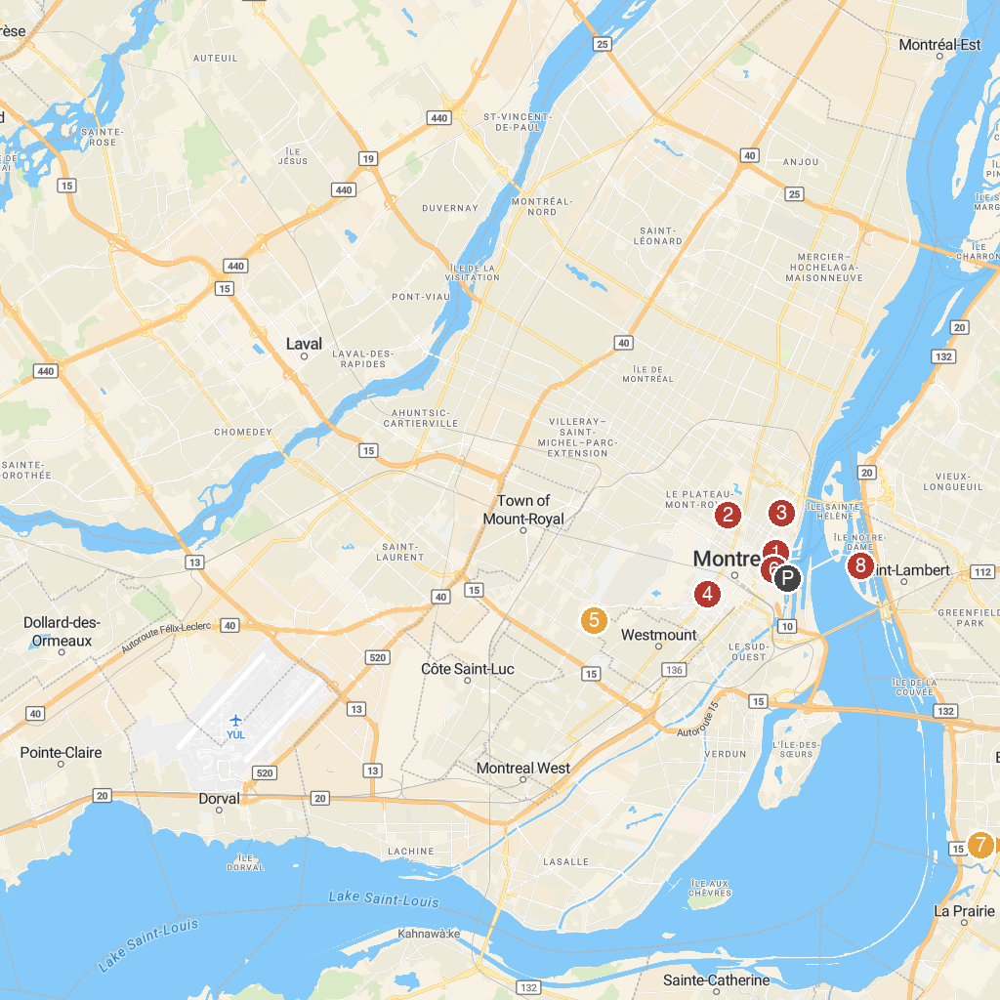 rèse
25
Montréal-Est
AUTEUIL
440
ST-VINCENT-
DE-PAUL
SAINTE-
ROSE
ÎLE
JÉSUS
19
40
ANJOU
15
440
25
DUVERNAY
MONTRÉAL-
NORD
SAINT-
LÉONARD
440
ÎLE DE LA
VISITATION
MERCIER–
HOCHELAGA-
MAISONNEUVE
ÎLE
CHARRON
15
PONT-VIAU
20
Laval
40
132
LAVAL-DES-
RAPIDES
440
ÎLE DE
MONTRÉAL
AHUNTSIC-
CARTIERVILLE
VILLERAY–
SAINT-
MICHEL–PARC-
EXTENSION
CHOMEDEY
15
SAINTE-
20
VIEUX-
LONGUEUIL
LE PLATEAU-
Town of
Mount-Royal
2
3
ÎLE SAINTE-
HÉLÈNE
SAINT-
LAURENT
ÎLE NOTRE-
DAME
13
Montre
1
6
P
8
int-Lambert
112
40
15
4
Dollard-des-
Ormeaux
Autoroute Félix-Leclerc
40
5
Westmount
10
GREENFIELD
PARK
520
Côte Saint-Luc
15
136
LE SUD-
OUEST
ÎLE DE LA
COUVÉE
40
YUL
13
Autoroute 15
15
132
Pointe-Claire
520
13
Montreal West
VERDUN
L'ÎLE-DES-
SŒURS
20
Dorval
20
LACHINE
ÎLE
DORVAL
LASALLE
15
7
ÎLE AUX
CHÈVRES
Lake Saint-Louis
Lake Saint-Louis
La Prairie
Kahnawà:ke
132
Sainte-Catherine